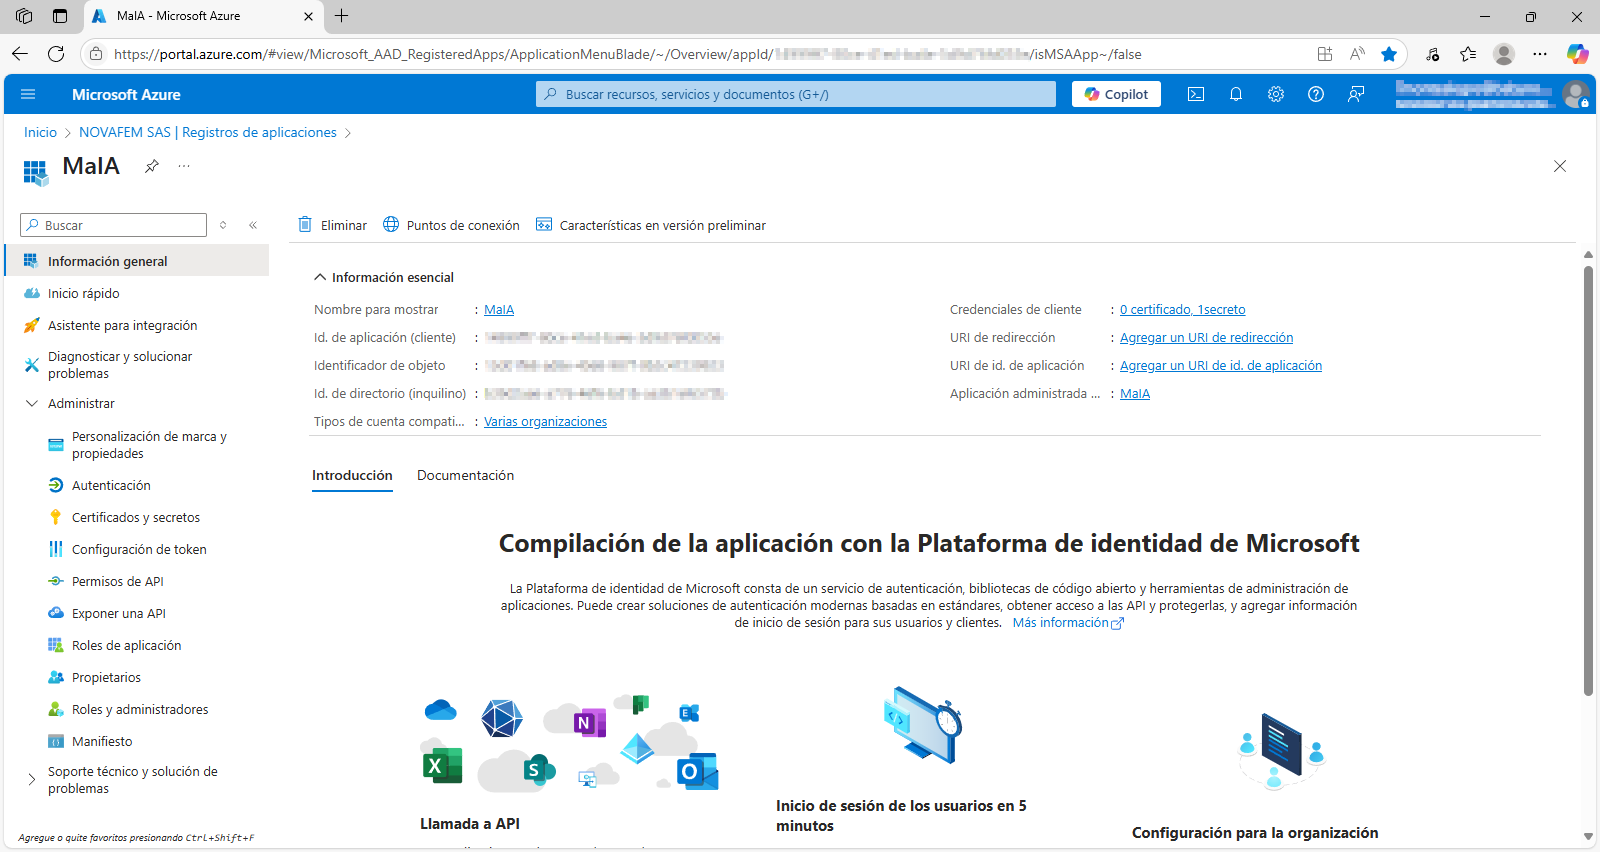 MaIA - Microsoft Azure
https://portal.azure.com/#view/Microsoft_AAD_RegisteredApps/ApplicationMenuBlade/~/Overview/appId/ /isMSAApp~/false
Microsoft Azure
Buscar recursos, servicios y documentos (G+/)
Copilot
Inicio > NOVAFEM SAS | Registros de aplicaciones >
MaIA
Buscar
Eliminar
Puntos de conexión
Características en versión preliminar
Información general
Inicio rápido
Asistente para integración
Diagnosticar y solucionar
problemas
Administrar
Personalización de marca y
propiedades
Autenticación
Certificados y secretos
Configuración de token
Permisos de API
Exponer una API
Roles de aplicación
Propietarios
Roles y administradores
Manifiesto
Soporte técnico y solución de
problemas
Agregue o quite favoritos presionando Ctrl+Shift+F
Información esencial
Nombre para mostrar : MaIA
Id. de aplicación (cliente) :
Identificador de objeto :
Id. de directorio (inquilino) :
Tipos de cuenta compati... : Varias organizaciones
Credenciales de cliente : 0 certificado, 1secreto
URI de redirección : Agregar un URI de redirección
URI de id. de aplicación : Agregar un URI de id. de aplicación
Aplicación administrada ... : MaIA
Introducción
Documentación
Compilación de la aplicación con la Plataforma de identidad de Microsoft
La Plataforma de identidad de Microsoft consta de un servicio de autenticación, bibliotecas de código abierto y herramientas de administración de
aplicaciones. Puede crear soluciones de autenticación modernas basadas en estándares, obtener acceso a las API y protegerlas, y agregar información
de inicio de sesión para sus usuarios y clientes. Más información
Llamada a API
Inicio de sesión de los usuarios en 5
minutos
Configuración para la organización